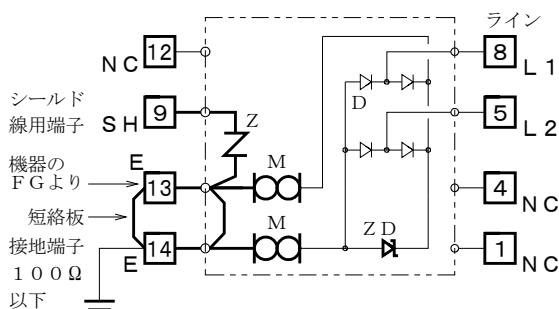 ライン
NC 12
8 L1
シールド
線用端子
SH 9
Z
D
5 L2
機器の
FGより
E
13
M
4 NC
短絡板
M
ZD
接地端子
100Ω
以下
E
14
1 NC